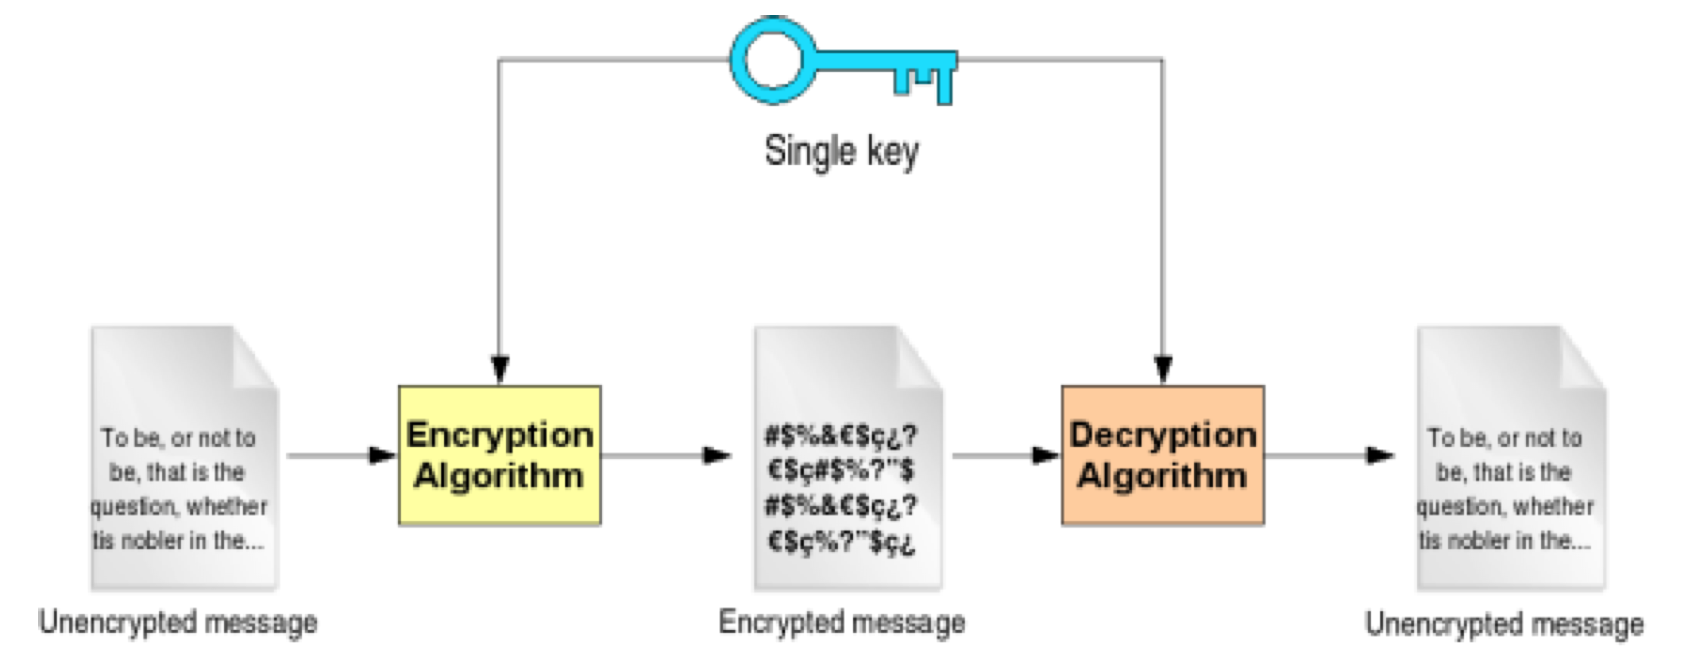 Single key
To be, or not to
be, that is the
question, whether
tis nobler in the...
Unencrypted message
Encryption
Algorithm
#$%&€$ç¿?
€$ç#$%?"$
#$%&€$ç¿?
€$ç%?"$ç¿
Encrypted message
Decryption
Algorithm
To be, or not to
be, that is the
question, whether
tis nobler in the...
Unencrypted message